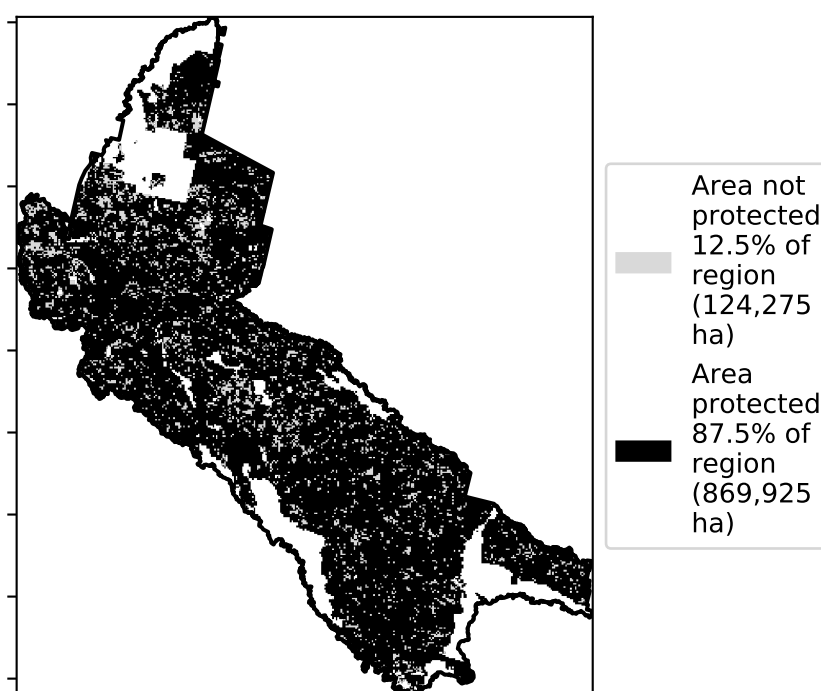 Area not
protected
12.5% of
region
(124,275
ha)
Area
protected
87.5% of
region
(869,925
ha)